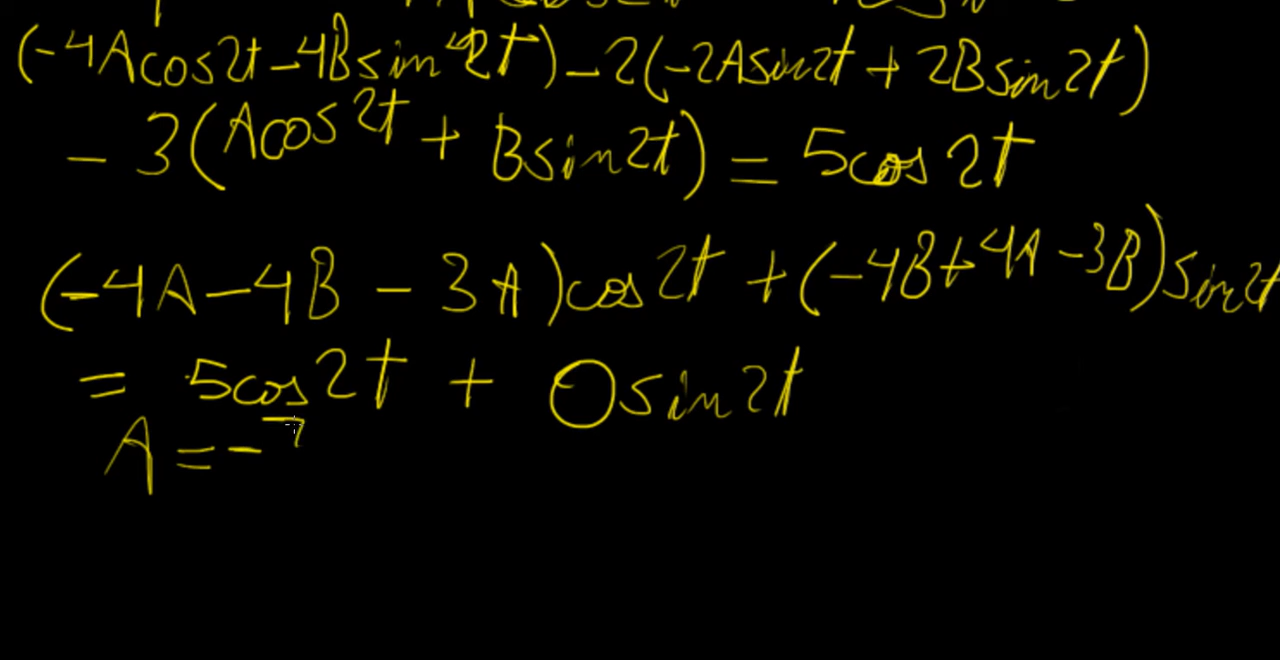 (-4Acos2t-4Bsin2t)-2(-2Asin2t + 2Bsin2t)
- 3(Acos2t + Bsin2t) = 5cos2t
(-4A-4B - 3A)cos2t + (-4B+4A-3B)sin2t
= 5cos2t + 0sin2t
A = - 7